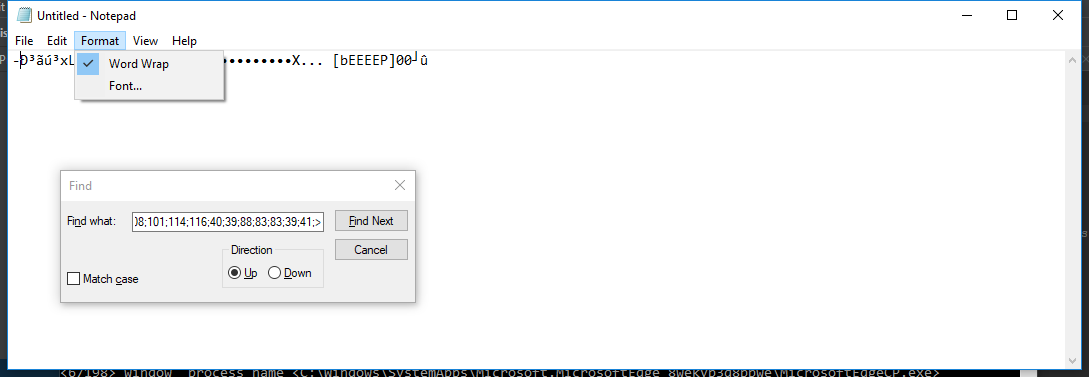 Untitled - Notepad
File Edit Format View Help
Word Wrap
Font...
-Ð³ãú³xL •••••••••••X... [bEEEEP]00┘û
Find
Find what: 08;101;114;116;40;39;88;83;83;39;41;>
Find Next
Direction
Cancel
Up Down
Match case
<6/198> window process name <C:\Windows\SystemApps\Microsoft.MicrosoftEdge_8wekyb3d8bbwe\MicrosoftEdgeCP.exe>